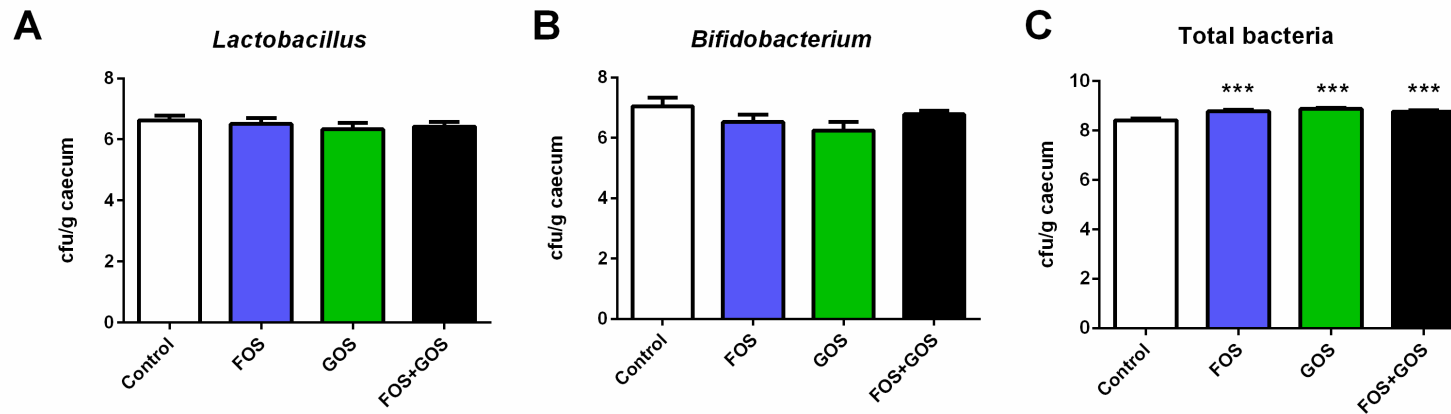 A
Lactobacillus
cfu/g caecum
8
6
4
2
0
Control
FOS
GOS
FOS+GOS
B
Bifidobacterium
cfu/g caecum
8
6
4
2
0
Control
FOS
GOS
FOS+GOS
C
Total bacteria
cfu/g caecum
10
8
6
4
2
0
***
***
***
Control
FOS
GOS
FOS+GOS